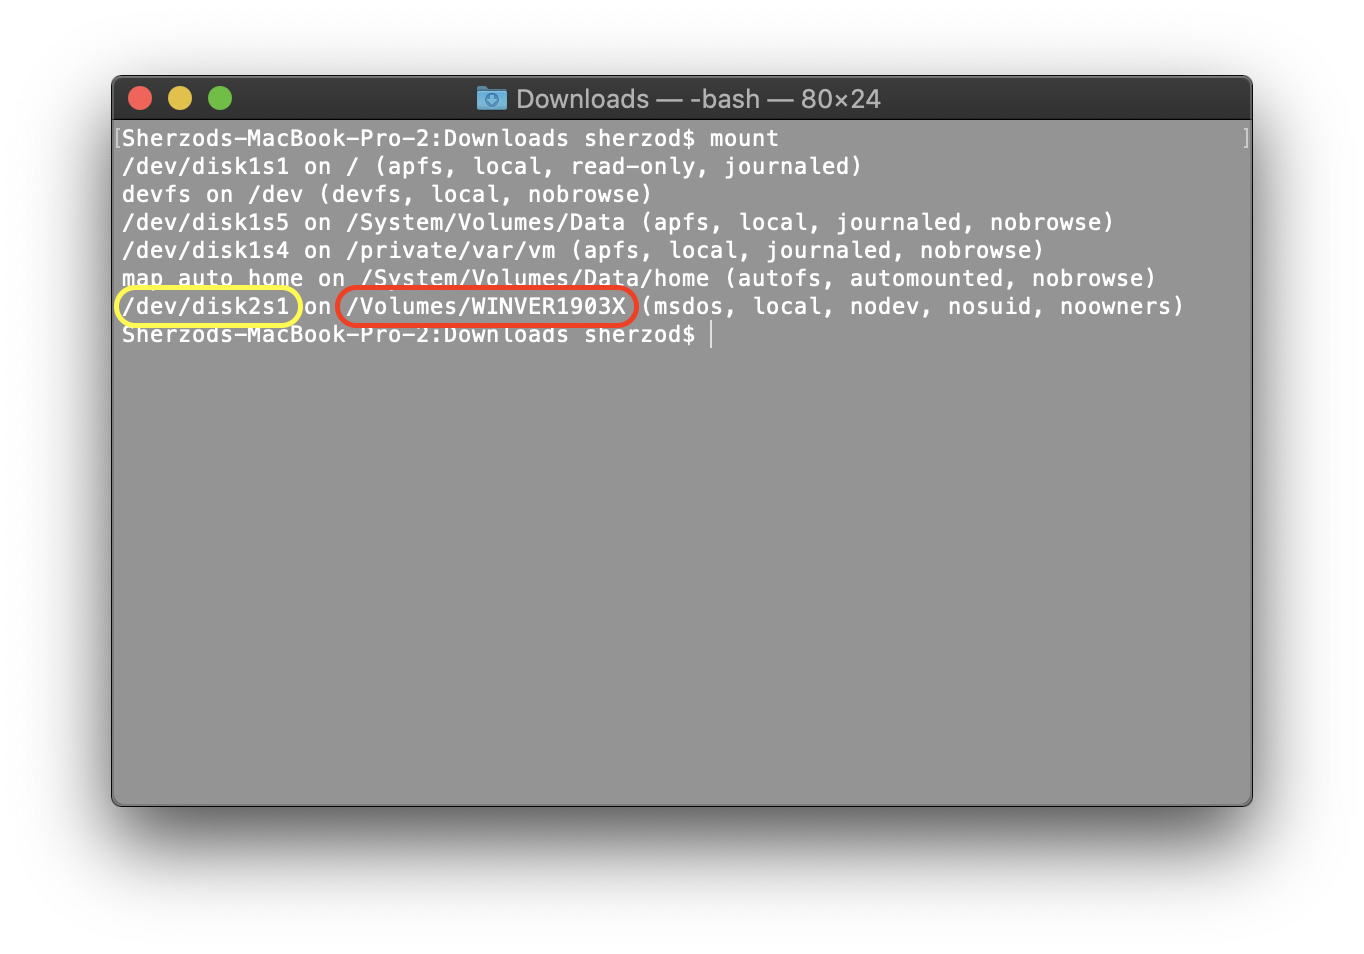 Downloads — -bash — 80×24
[Sherzods-MacBook-Pro-2:Downloads sherzod$ mount ]
/dev/disk1s1 on / (apfs, local, read-only, journaled)
devfs on /dev (devfs, local, nobrowse)
/dev/disk1s5 on /System/Volumes/Data (apfs, local, journaled, nobrowse)
/dev/disk1s4 on /private/var/vm (apfs, local, journaled, nobrowse)
map auto_home on /System/Volumes/Data/home (autofs, automounted, nobrowse)
/dev/disk2s1 on /Volumes/WINVER1903X (msdos, local, nodev, nosuid, noowners)
Sherzods-MacBook-Pro-2:Downloads sherzod$